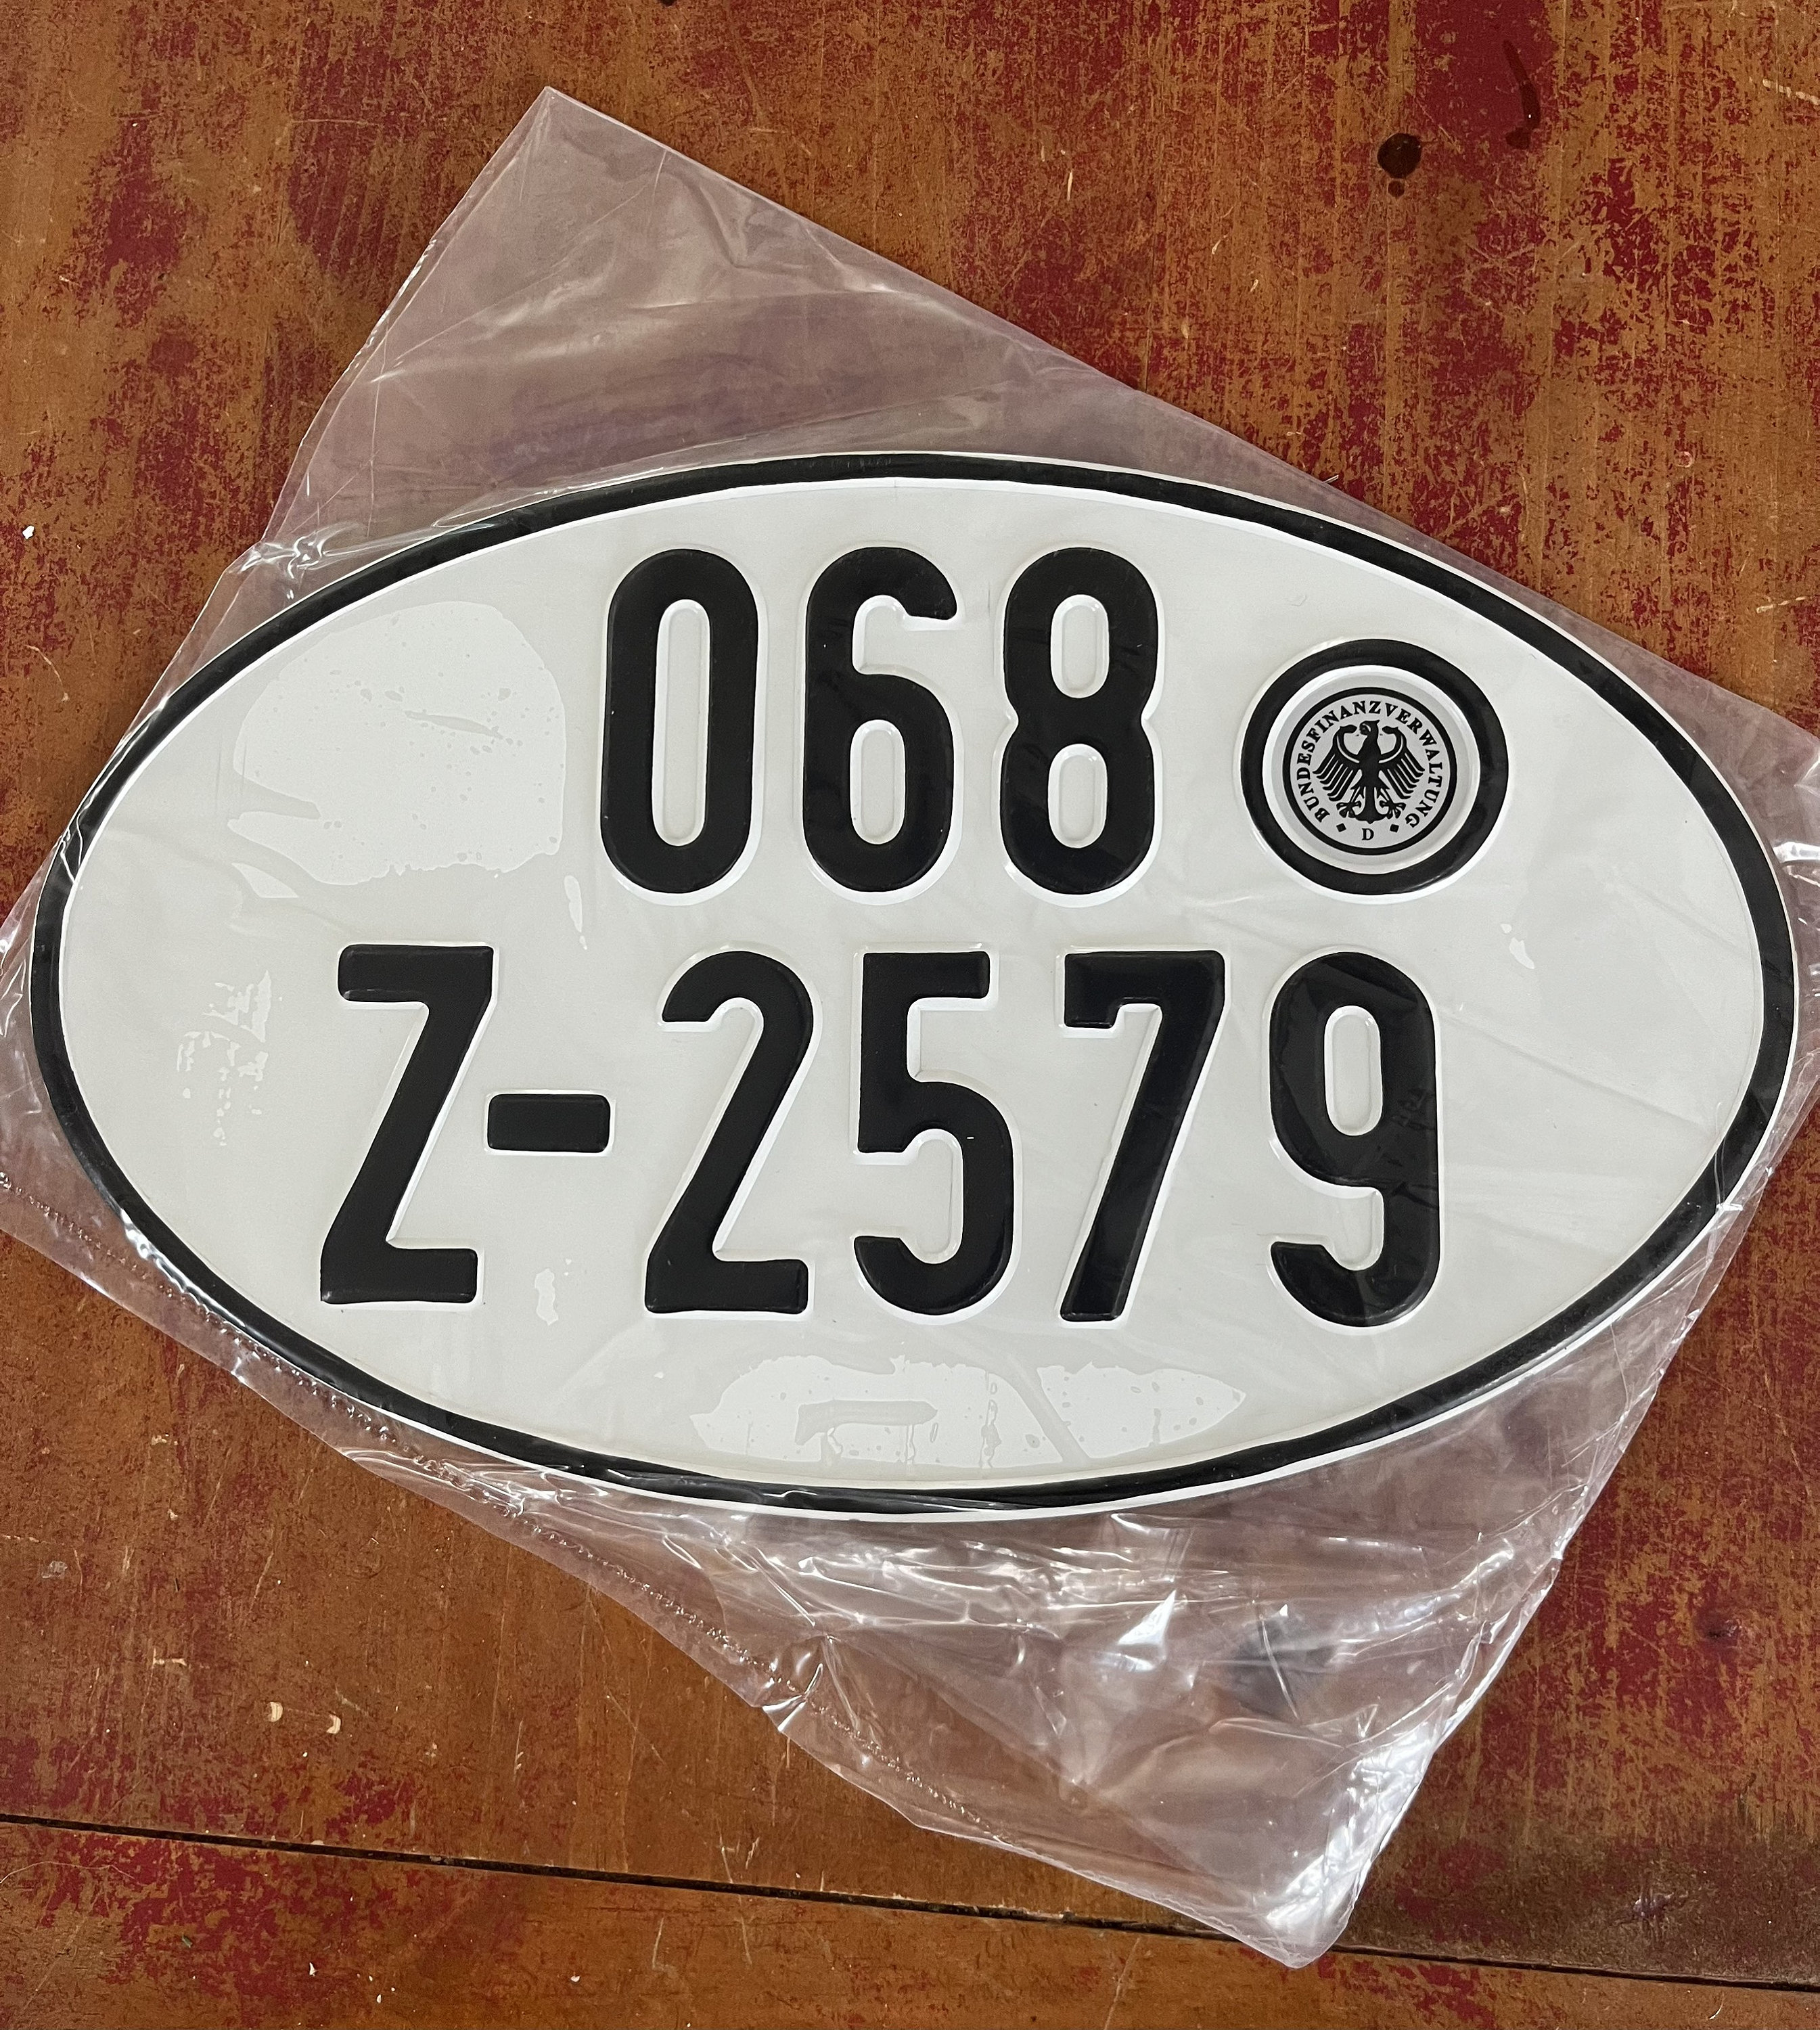 068
BUNDESFINANZVERWALTUNG
D
Z-2579